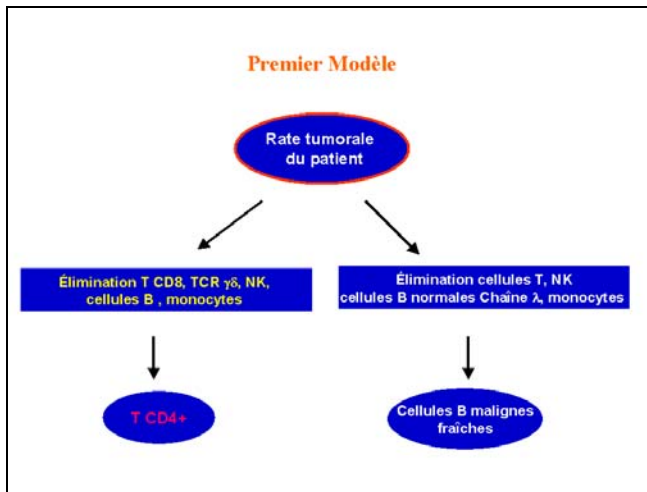 Premier Modèle
Rate tumorale
du patient
Élimination T CD8, TCR γδ, NK,
cellules B , monocytes
Élimination cellules T, NK
cellules B normales Chaîne λ, monocytes
T CD4+
Cellules B malignes
fraîches